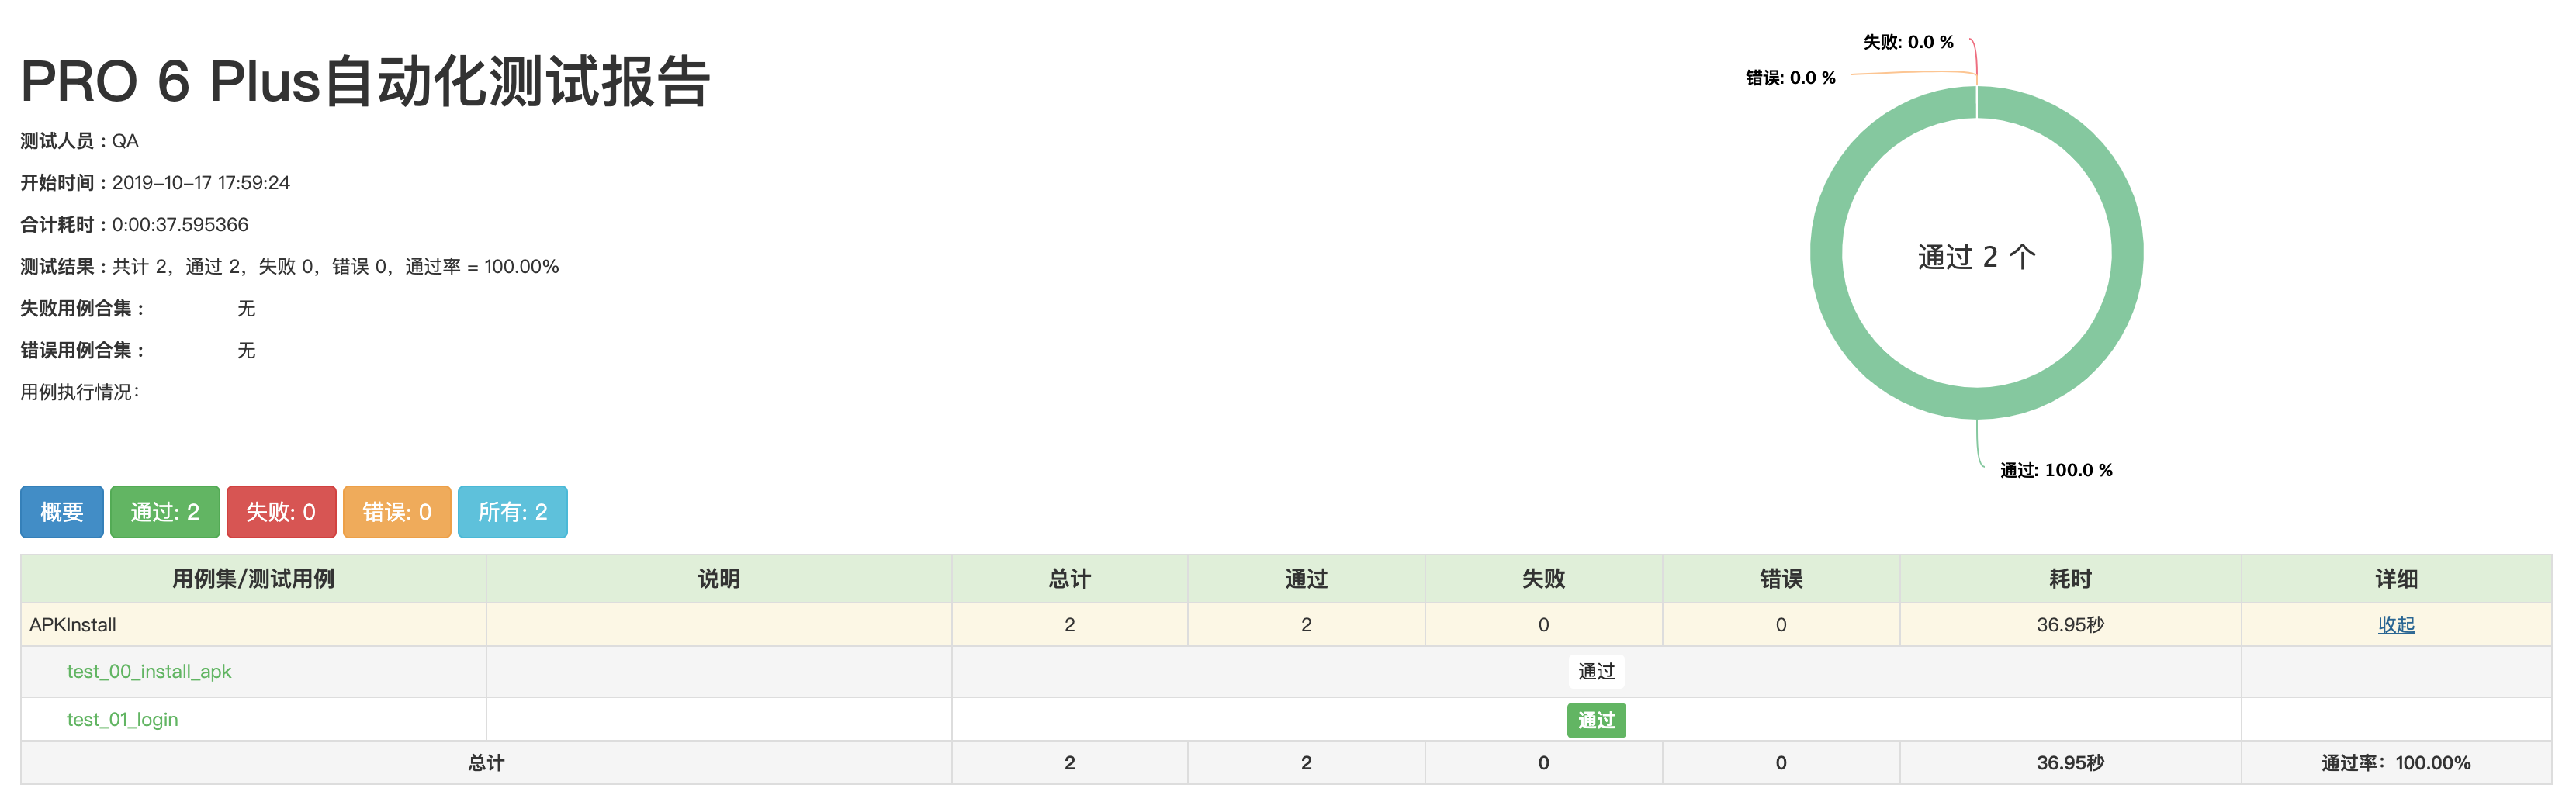 PRO 6 Plus自动化测试报告
测试人员 : QA
开始时间 : 2019-10-17 17:59:24
合计耗时 : 0:00:37.595366
测试结果 : 共计 2，通过 2，失败 0，错误 0，通过率 = 100.00%
失败用例合集 : 无
错误用例合集 : 无
用例执行情况：
失败: 0.0 %
错误: 0.0 %
通过 2 个
通过: 100.0 %
概要 通过: 2 失败: 0 错误: 0 所有: 2
用例集/测试用例 说明 总计 通过 失败 错误 耗时 详细
APKInstall 2 2 0 0 36.95秒 收起
test_00_install_apk 通过
test_01_login 通过
总计 2 2 0 0 36.95秒 通过率：100.00%